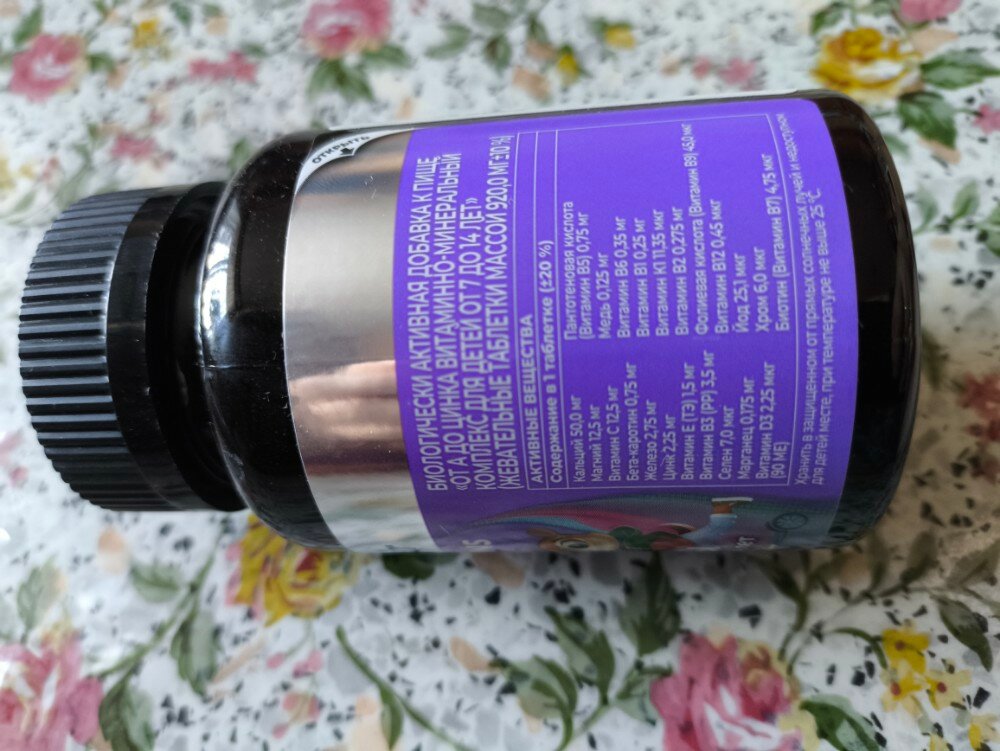 ОТКРЫТЬ
БИОЛОГИЧЕСКИ АКТИВНАЯ ДОБАВКА К ПИЩЕ
«ОТ А ДО ЦИНКА ВИТАМИННО-МИНЕРАЛЬНЫЙ
КОМПЛЕКС ДЛЯ ДЕТЕЙ ОТ 7 ДО 14 ЛЕТ»
(ЖЕВАТЕЛЬНЫЕ ТАБЛЕТКИ МАССОЙ 920,0 МГ±10 %)
АКТИВНЫЕ ВЕЩЕСТВА
Содержание в 1 таблетке (±20 %)
Кальций 50,0 мг
Магний 12,5 мг
Витамин С 12,5 мг
Бета-каротин 0,75 мг
Железо 2,75 мг
Цинк 2,25 мг
Витамин Е (ТЭ) 1,5 мг
Витамин В3 (РР) 3,5 мг
Селен 7,0 мкг
Марганец 0,175 мг
Витамин D3 2,25 мкг
(90 МЕ)
Пантотеновая кислота
(Витамин В5) 0,75 мг
Медь 0,125 мг
Витамин В6 0,35 мг
Витамин В1 0,25 мг
Витамин К1 11,35 мкг
Витамин В2 0,275 мг
Фолиевая кислота (Витамин В9) 45,0 мкг
Витамин В12 0,45 мкг
Йод 25,1 мкг
Хром 6,0 мкг
Биотин (Витамин В7) 4,75 мкг
Хранить в защищенном от прямых солнечных лучей и недоступном
для детей месте, при температуре не выше 25 °С